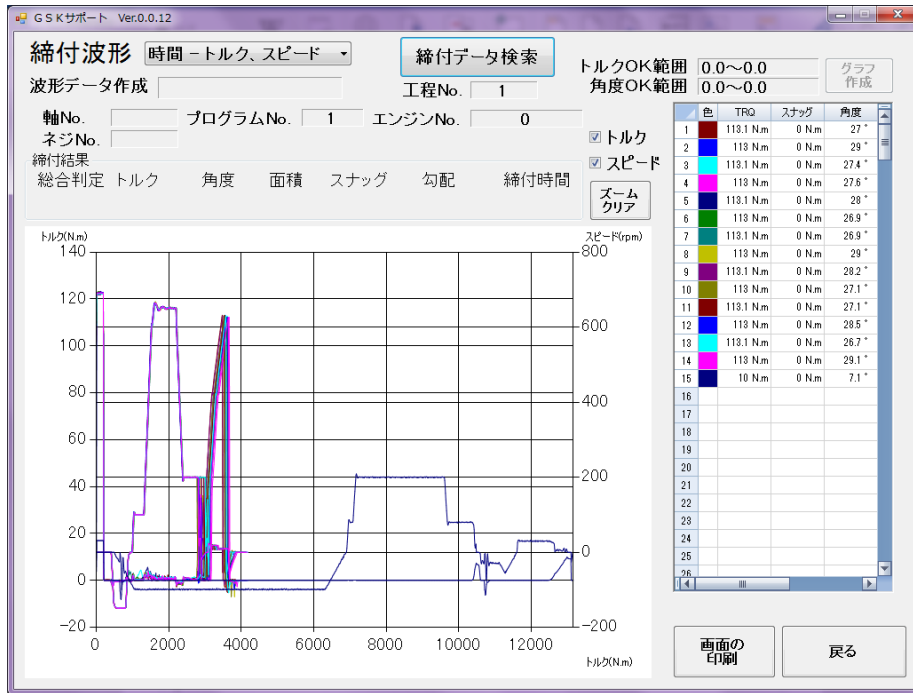 GSKサポート Ver.0.0.12
締付波形 時間－トルク、スピード
締付データ検索
トルクOK範囲 0.0～0.0
角度OK範囲 0.0～0.0
グラフ
作成
波形データ作成
工程No. 1
軸No. プログラムNo. 1 エンジンNo. 0
ネジNo.
トルク
スピード
締付結果
総合判定 トルク 角度 面積 スナッグ 勾配 締付時間
ズーム
クリア
色 TRQ スナッグ 角度
1 113.1 N.m 0 N.m 27 °
2 113 N.m 0 N.m 29 °
3 113.1 N.m 0 N.m 27.4 °
4 113 N.m 0 N.m 27.6 °
5 113.1 N.m 0 N.m 28 °
6 113 N.m 0 N.m 26.9 °
7 113.1 N.m 0 N.m 26.9 °
8 113 N.m 0 N.m 29 °
9 113.1 N.m 0 N.m 28.2 °
10 113 N.m 0 N.m 27.1 °
11 113.1 N.m 0 N.m 27.1 °
12 113 N.m 0 N.m 28.5 °
13 113.1 N.m 0 N.m 26.7 °
14 113 N.m 0 N.m 29.1 °
15 10 N.m 0 N.m 7.1 °
16
17
18
19
20
21
22
23
24
25
26
トルク(N.m)
スピード(rpm)
140
120
100
80
60
40
20
0
-20
800
600
400
200
0
-200
0 2000 4000 6000 8000 10000 12000
トルク(N.m)
画面の
印刷
戻る